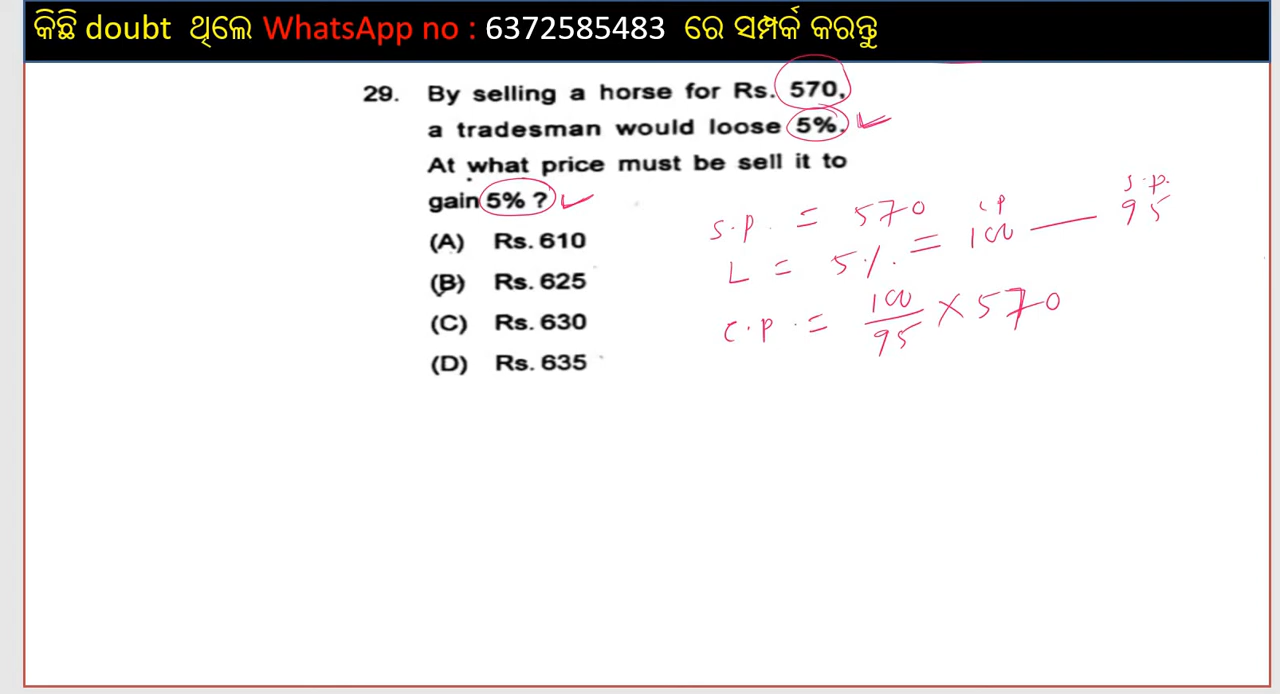 କିଛି doubt ଥିଲେ WhatsApp no : 6372585483 ରେ ସମ୍ପର୍କ କରନ୍ତୁ
29. By selling a horse for Rs. 570,
a tradesman would loose 5%.
At what price must be sell it to
gain 5% ?
(A) Rs. 610
(B) Rs. 625
(C) Rs. 630
(D) Rs. 635
S.P. = 570
L = 5% = 100 — 95
CP S.P.
C.P. = 100/95 × 570